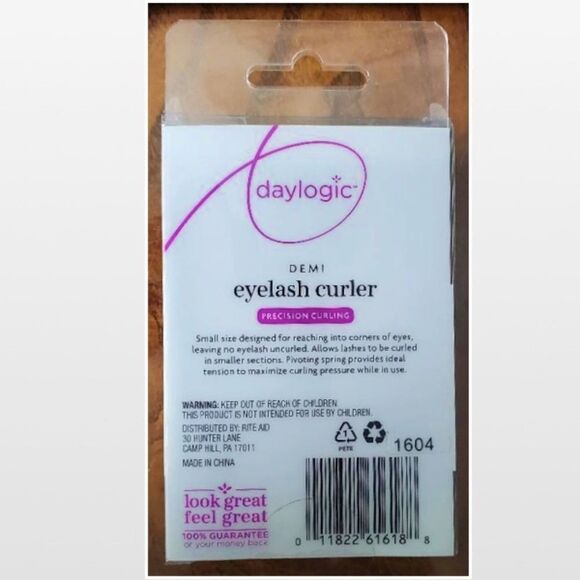 daylogic™
DEMI
eyelash curler
PRECISION CURLING
Small size designed for reaching into corners of eyes,
leaving no eyelash uncurled. Allows lashes to be curled
in smaller sections. Pivoting spring provides ideal
tension to maximize curling pressure while in use.
WARNING: KEEP OUT OF REACH OF CHILDREN.
THIS PRODUCT IS NOT INTENDED FOR USE BY CHILDREN.
DISTRIBUTED BY: RITE AID
30 HUNTER LANE
CAMP HILL, PA 17011
MADE IN CHINA
1
PETE
1604
look great
feel great
100% GUARANTEE
or your money back
0 11822 61618 8